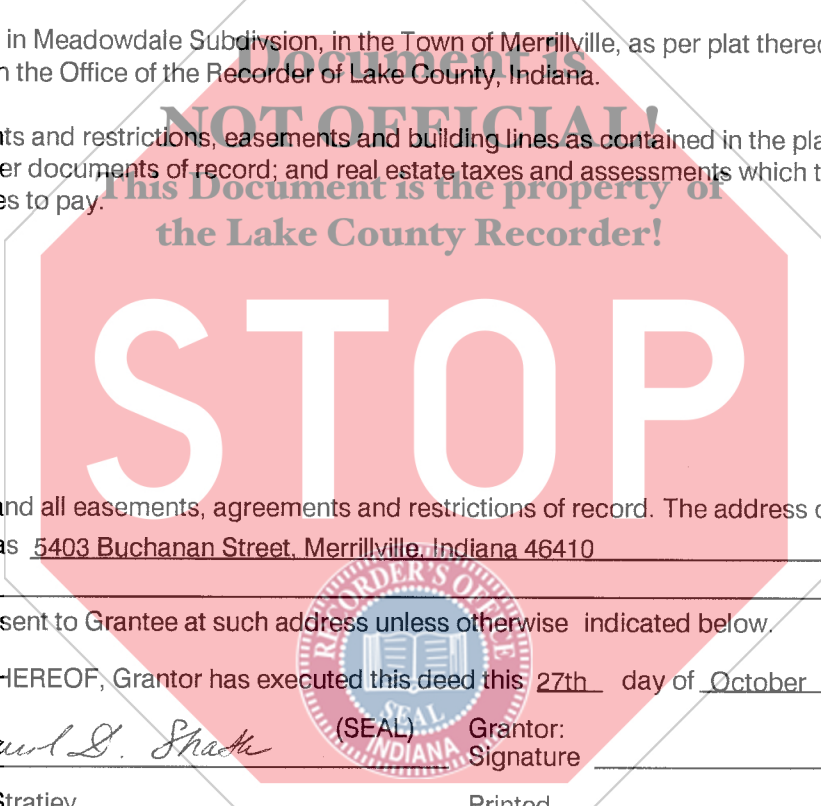 in Meadowdale Subdivsion, in the Town of Merrillville, as per plat thereo
Document is
n the Office of the Recorder of Lake County, Indiana.
NOT OFFICIAL!
nts and restrictions, easements and building lines as contained in the pla
er documents of record; and real estate taxes and assessments which t
This Document is the property of
es to pay.
the Lake County Recorder!
STOP
and all easements, agreements and restrictions of record. The address o
as 5403 Buchanan Street, Merrillville, Indiana 46410
RECORDER'S OFFICE
sent to Grantee at such address unless otherwise indicated below.
HEREOF, Grantor has executed this deed this 27th day of October
SEAL
INDIANA
(SEAL) Grantor:
Signature
Stratiev
Printed